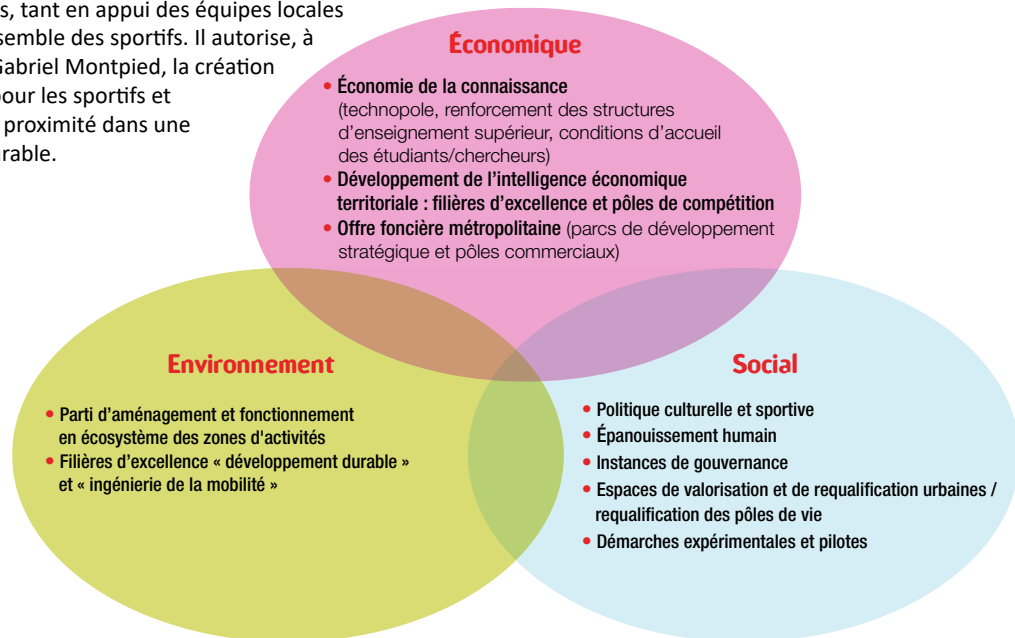 s, tant en appui des équipes locales
semble des sportifs. Il autorise, à
Gabriel Montpied, la création
pour les sportifs et
proximité dans une
rable.
Économique
• Économie de la connaissance
(technopole, renforcement des structures
d'enseignement supérieur, conditions d'accueil
des étudiants/chercheurs)
• Développement de l'intelligence économique
territoriale : filières d'excellence et pôles de compétition
• Offre foncière métropolitaine (parcs de développement
stratégique et pôles commerciaux)
Environnement
• Parti d'aménagement et fonctionnement
en écosystème des zones d'activités
• Filières d'excellence « développement durable »
et « ingénierie de la mobilité »
Social
• Politique culturelle et sportive
• Épanouissement humain
• Instances de gouvernance
• Espaces de valorisation et de requalification urbaines /
requalification des pôles de vie
• Démarches expérimentales et pilotes